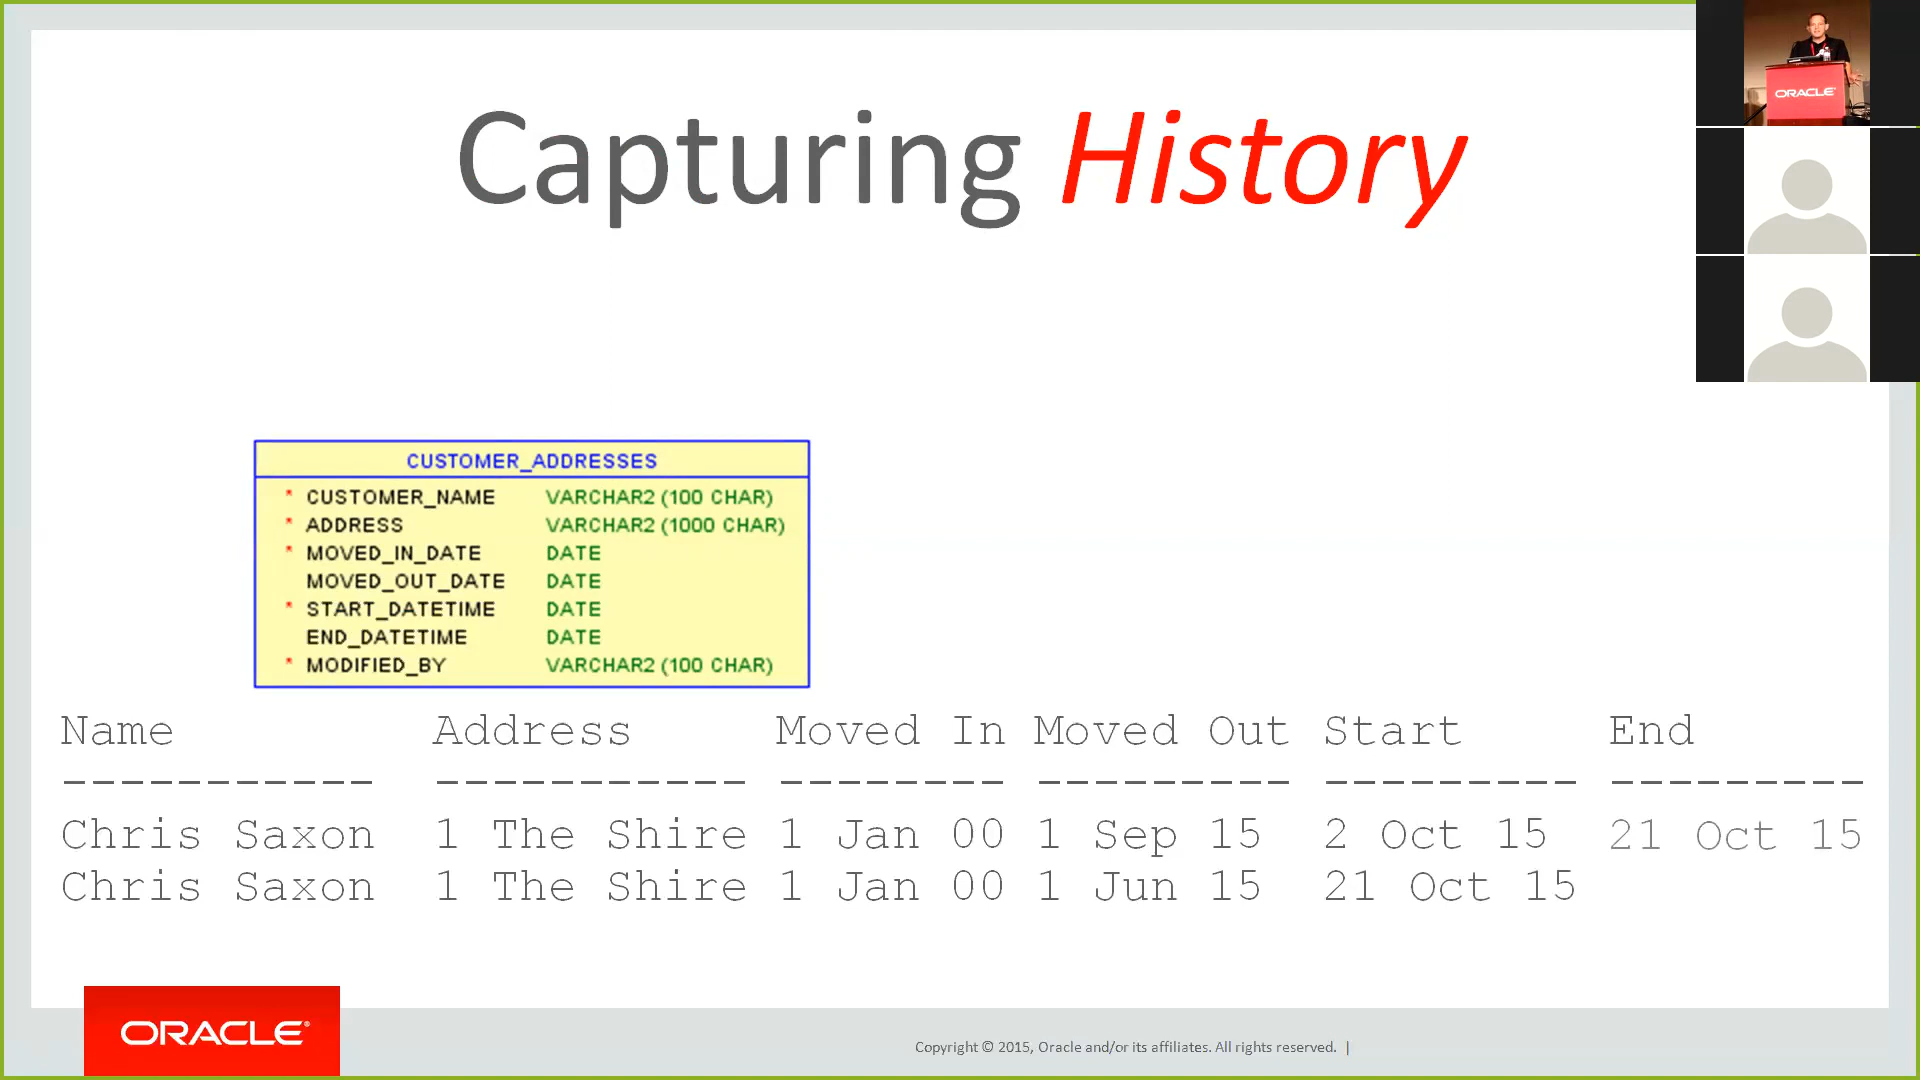 Capturing History
ORACLE
CUSTOMER_ADDRESSES
* CUSTOMER_NAME VARCHAR2 (100 CHAR)
* ADDRESS VARCHAR2 (1000 CHAR)
* MOVED_IN_DATE DATE
MOVED_OUT_DATE DATE
* START_DATETIME DATE
END_DATETIME DATE
* MODIFIED_BY VARCHAR2 (100 CHAR)
Name Address Moved In Moved Out Start End
----------- ----------- -------- --------- --------- ---------
Chris Saxon 1 The Shire 1 Jan 00 1 Sep 15 2 Oct 15 21 Oct 15
Chris Saxon 1 The Shire 1 Jan 00 1 Jun 15 21 Oct 15
ORACLE®
Copyright © 2015, Oracle and/or its affiliates. All rights reserved. |